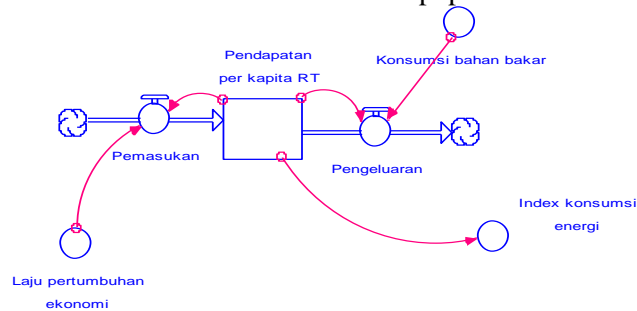 Pendapatan
per kapita RT
Konsumsi bahan bakar
Pemasukan
Pengeluaran
Index konsumsi
energi
Laju pertumbuhan
ekonomi